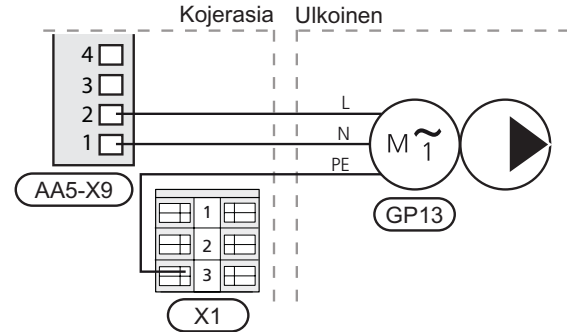 Kojerasia Ulkoinen
4
3
2
1
L
N
PE
M ~ 1
AA5-X9
GP13
1
2
3
X1